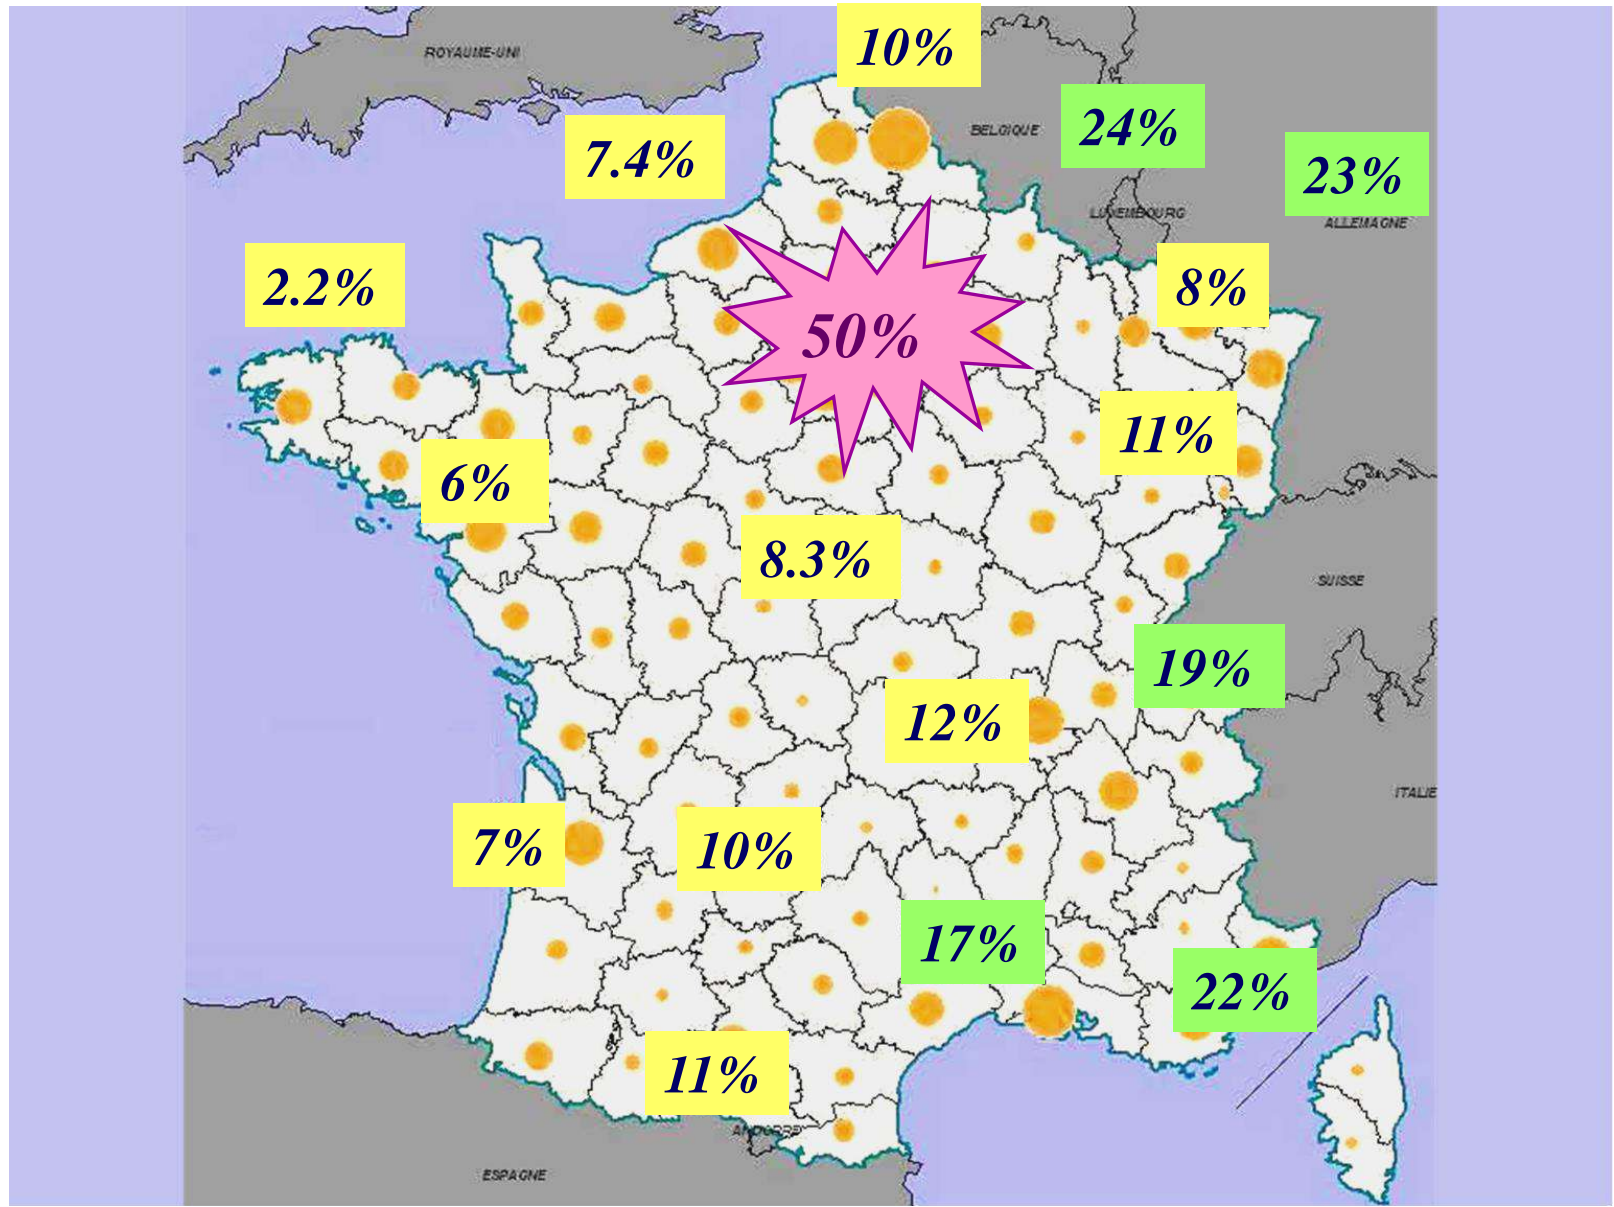 10%
ROYAUME-UNI
24%
BELGIQUE
7.4%
23%
LUXEMBOURG
ALLEMAGNE
2.2%
8%
50%
11%
6%
8.3%
SUISSE
19%
12%
ITALIE
7%
10%
17%
22%
11%
ANDORRE
ESPAGNE